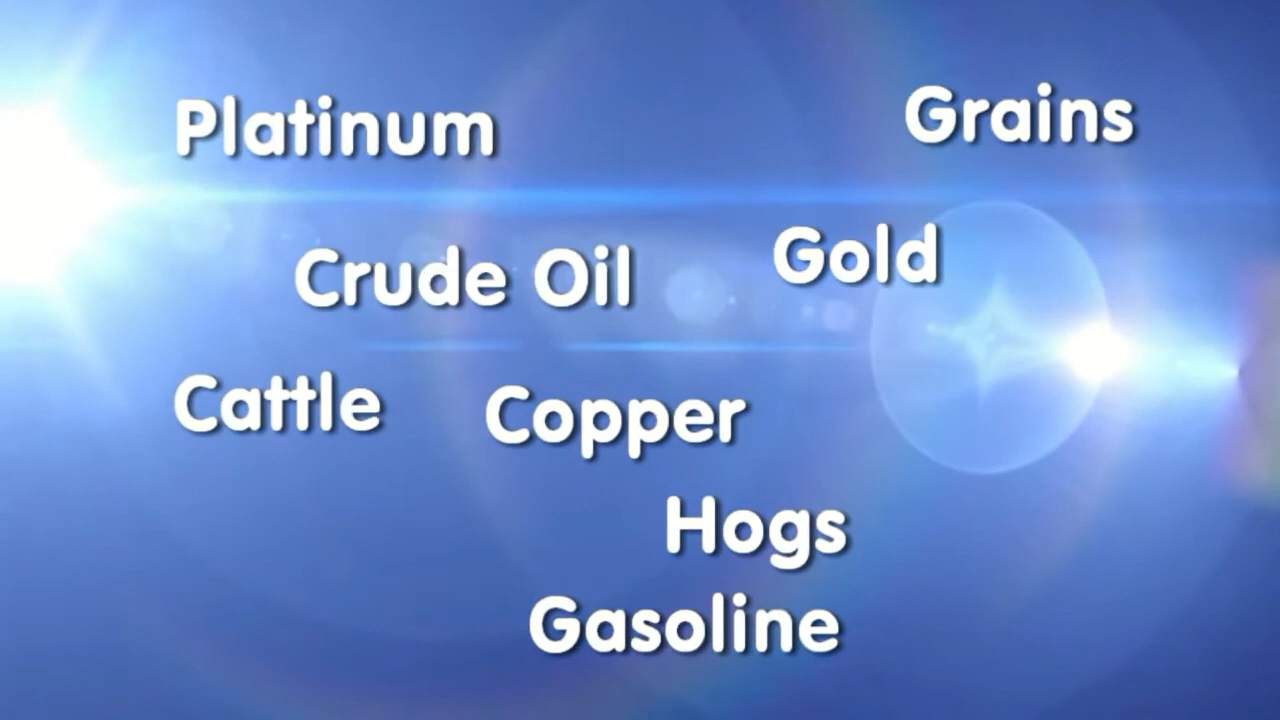 Platinum
Grains
Crude Oil
Gold
Cattle
Copper
Hogs
Gasoline